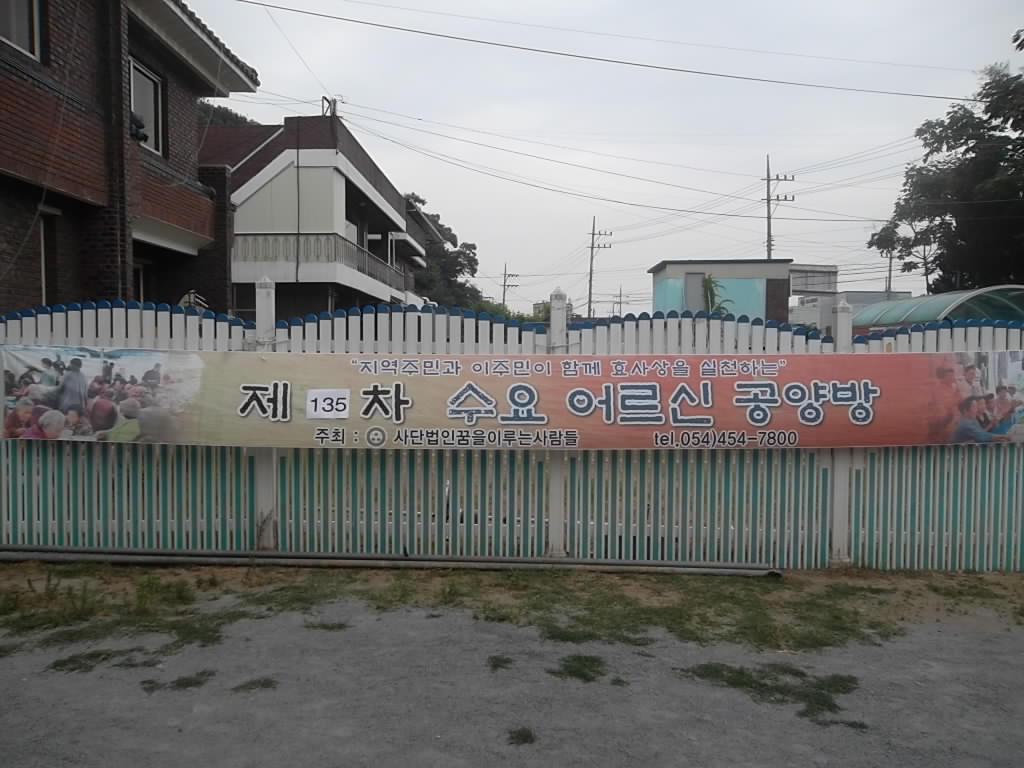 "지역주민과 이주민이 함께 효사상을 실천하는"
제 135 차 수요 어르신 공양방
주최 : 사단법인꿈을이루는사람들 tel.054)454-7800